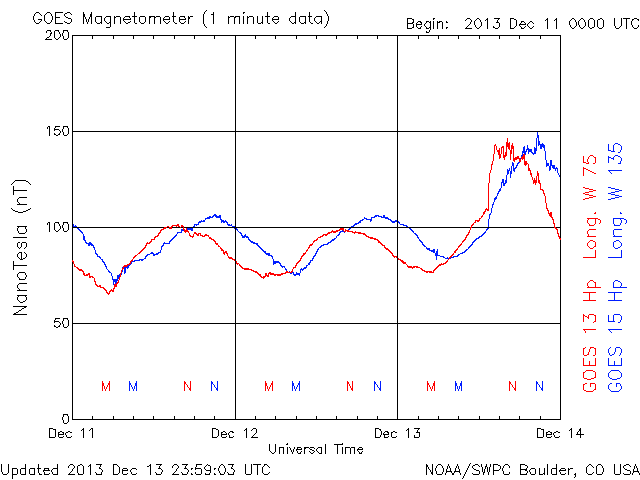 GOES Magnetometer (1 minute data)
Begin: 2013 Dec 11 0000 UTC
200
150
100
50
0
NanoTesla (nT)
M M N N M M N N M M N N
Dec 11 Dec 12 Dec 13 Dec 14
Universal Time
GOES 13 Hp Long. W 75
GOES 15 Hp Long. W 135
Updated 2013 Dec 13 23:59:03 UTC
NOAA/SWPC Boulder, CO USA